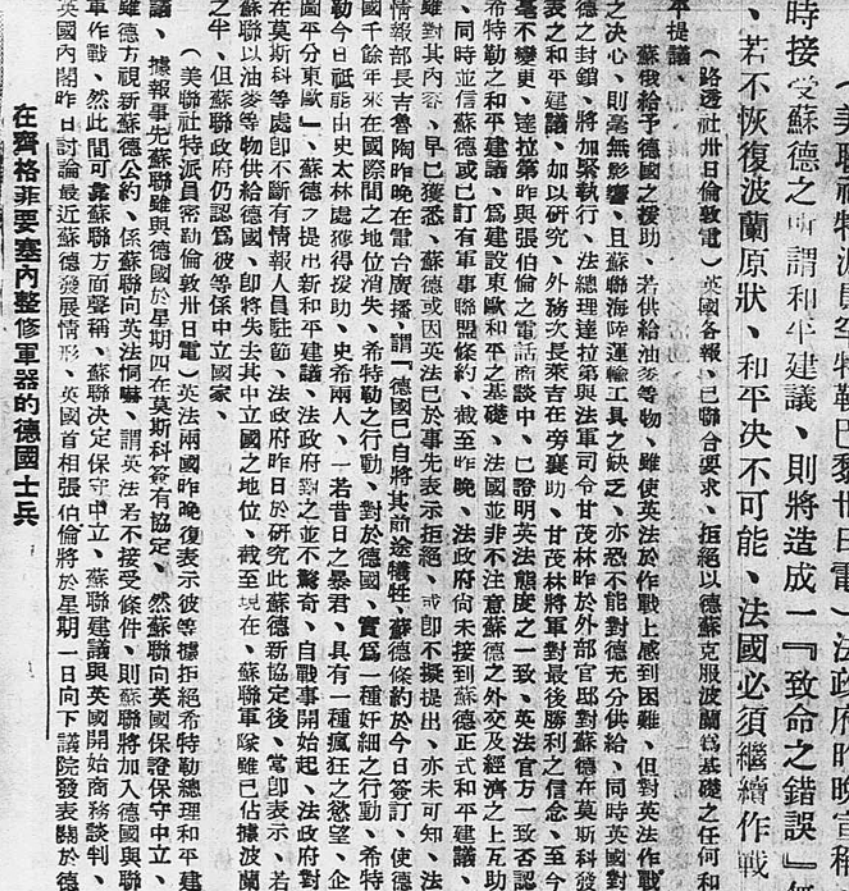 （美聯社特派員
巴黎卅日電）法政府昨晚宣稱
時接受蘇德之所謂和平建議、則將造成一『致命之錯誤』
、若不恢復波蘭原狀、和平决不可能、法國必須繼續作戰
（路透社卅日倫敦電）英國各報、已聯合要求、拒絕以德蘇克服波蘭爲基礎之任何和
平提議、
蘇俄給予德國之援助、若供給油麥等物、雖使英法於作戰上感到困難、但對英法作戰
之决心、則毫無影響、且蘇聯海陸運輸工具之缺乏、亦恐不能對德充分供給、同時英國對
德之封鎖、將加緊執行、法總理達拉第與法軍司令甘茂林昨於外部官邸對蘇德在莫斯科發
表之和平建議、加以研究、外務次長萊吉在旁襄助、甘茂林將軍對最後勝利之信念、至今
毫不變更、達拉第昨與張伯倫之電話商談中、已證明英法態度之一致、英法官方一致否認
希特勒之和平建議、爲建設東歐和平之基礎、法國並非不注意蘇德之外交及經濟之上互助
、同時並信蘇德或已訂有軍事聯盟條約、截至昨晚、法政府尙未接到蘇德正式和平建議、
雖對其內容、早已獲悉、蘇德或因英法已於事先表示拒絕、或卽不擬提出、亦未可知、法
情報部長吉魯陶昨晚在電台廣播、謂『德國已自將其前途犧牲、蘇德條約於今日簽訂、使德
國千餘年來在國際間之地位消失、希特勒之行動、對於德國、實爲一種奸細之行動、希特
勒今日祇能由史太林處獲得援助、史希兩人、一若昔日之暴君、具有一種瘋狂之慾望、企
圖平分東歐』、蘇德之提出新和平建議、法政府對之並不驚奇、自戰事開始起、法政府對
在莫斯科等處卽不斷有情報人員駐節、法政府昨日於研究此蘇德新協定後、當卽表示、若
蘇聯以油麥等物供給德國、卽將失去其中立國之地位、截至現在、蘇聯軍隊雖已佔據波蘭
之半、但蘇聯政府仍認爲彼等係中立國家、
（美聯社特派員密勒倫敦卅日電）英法兩國昨晚復表示彼等據拒絕希特勒總理和平建
議、據報事先蘇聯雖與德國於星期四在莫斯科簽有協定、然蘇聯向英國保證保守中立、
雖德方視新蘇德公約、係蘇聯向英法恫嚇、謂英法若不接受條件、則蘇聯將加入德國與聯
軍作戰、然此間可靠蘇聯方面聲稱、蘇聯决定保守中立、蘇聯建議與英國開始商務談判、
英國內閣昨日討論最近蘇德發展情形、英國首相張伯倫將於星期一日向下議院發表關於德
在齊格菲要塞內整修軍器的德國士兵